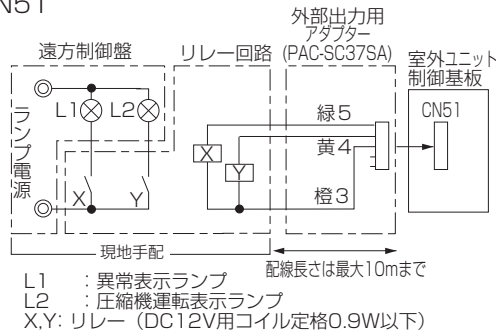 N51
外部出力用
アダプター
(PAC-SC37SA)
遠方制御盤
リレー回路
室外ユニット
制御基板
ランプ電源
L1
L2
X
Y
X
Y
緑5
黄4
橙3
CN51
現地手配
配線長さは最大10mまで
L1 :異常表示ランプ
L2 :圧縮機運転表示ランプ
X,Y:リレー(DC12V用コイル定格0.9W以下)